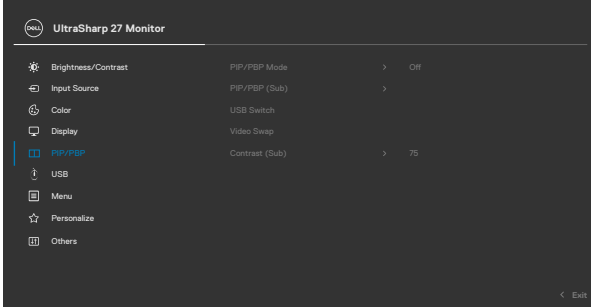 DELL UltraSharp 27 Monitor
Brightness/Contrast
Input Source
Color
Display
PIP/PBP
USB
Menu
Personalize
Others
PIP/PBP Mode > Off
PIP/PBP (Sub) >
USB Switch
Video Swap
Contrast (Sub) > 75
< Exit